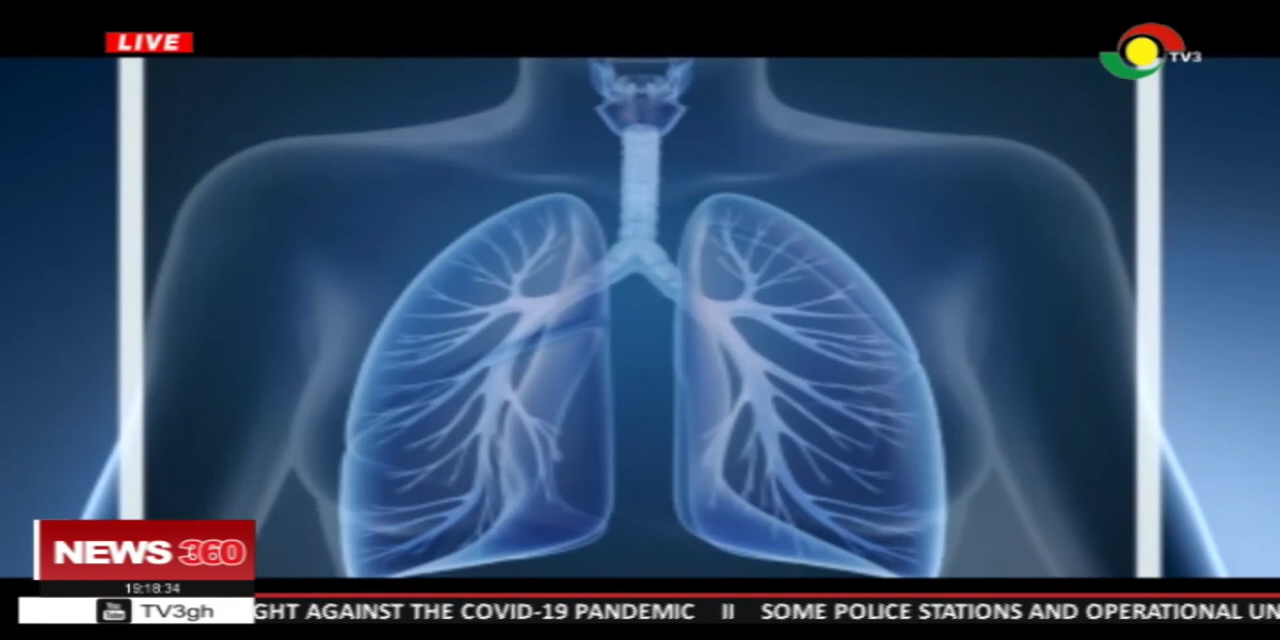 LIVE
TV3
NEWS 360
19:18:34
TV3gh
GHT AGAINST THE COVID-19 PANDEMIC II SOME POLICE STATIONS AND OPERATIONAL UN